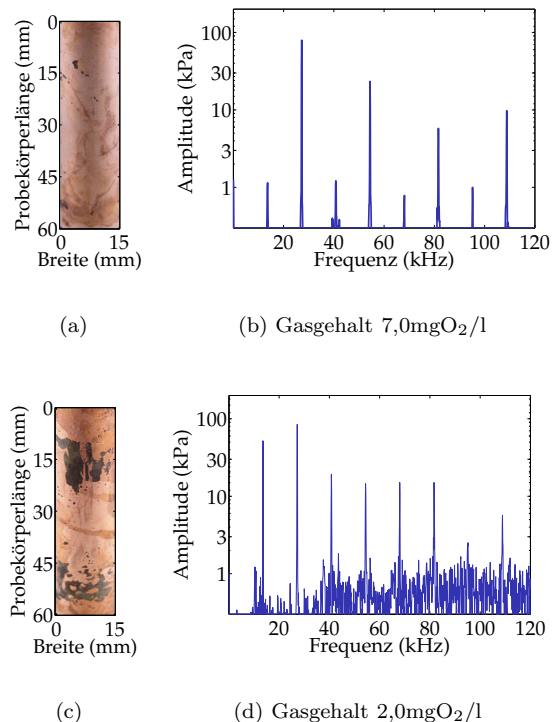 0
15
30
45
60
Probekörperlänge (mm)
0 15
Breite (mm)
100
30
10
3
1
Amplitude (kPa)
20 40 60 80 100 120
Frequenz (kHz)
(a)
(b) Gasgehalt 7,0mgO₂/l
0
15
30
45
60
Probekörperlänge (mm)
0 15
Breite (mm)
100
30
10
3
1
Amplitude (kPa)
20 40 60 80 100 120
Frequenz (kHz)
(c)
(d) Gasgehalt 2,0mgO₂/l